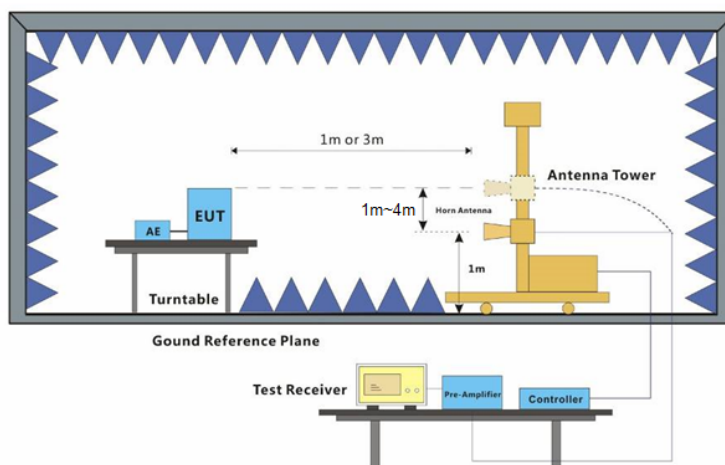 1m or 3m
Antenna Tower
1m~4m
Horn Antenna
EUT
AE
1m
Turntable
Gound Reference Plane
Test Receiver
Pre-Amplifier
Controller